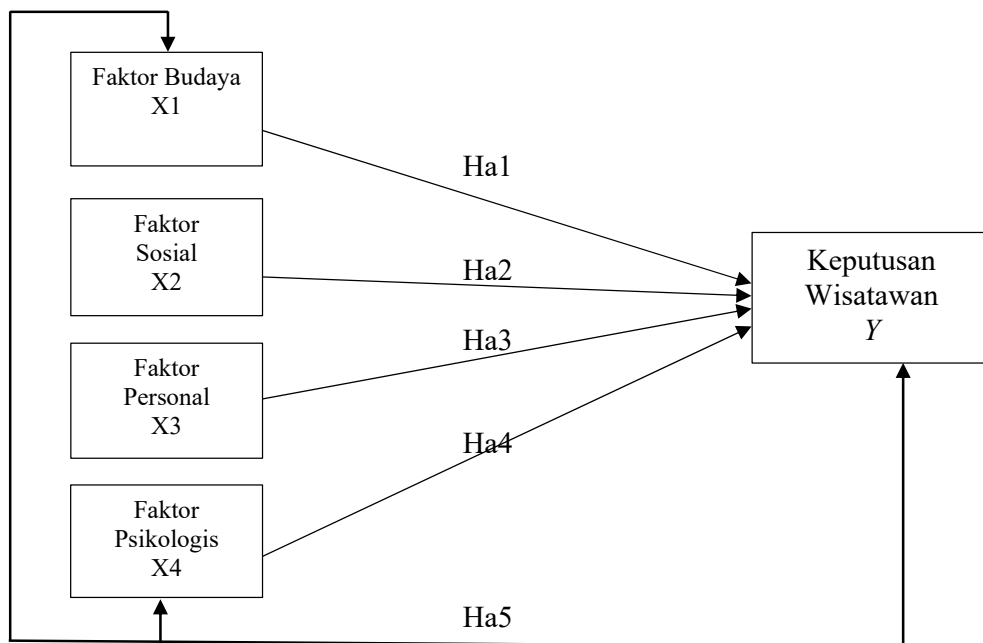 Faktor Budaya
X1
Ha1
Faktor
Sosial
X2
Ha2
Keputusan
Wisatawan
Y
Faktor
Personal
X3
Ha3
Ha4
Faktor
Psikologis
X4
Ha5